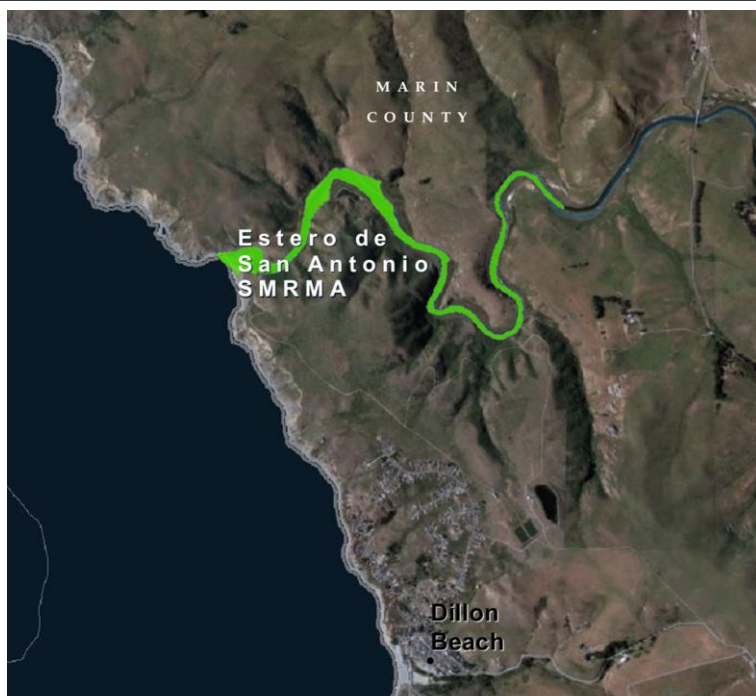 MARIN
COUNTY
Estero de
San Antonio
SMRMA
Dillon
Beach